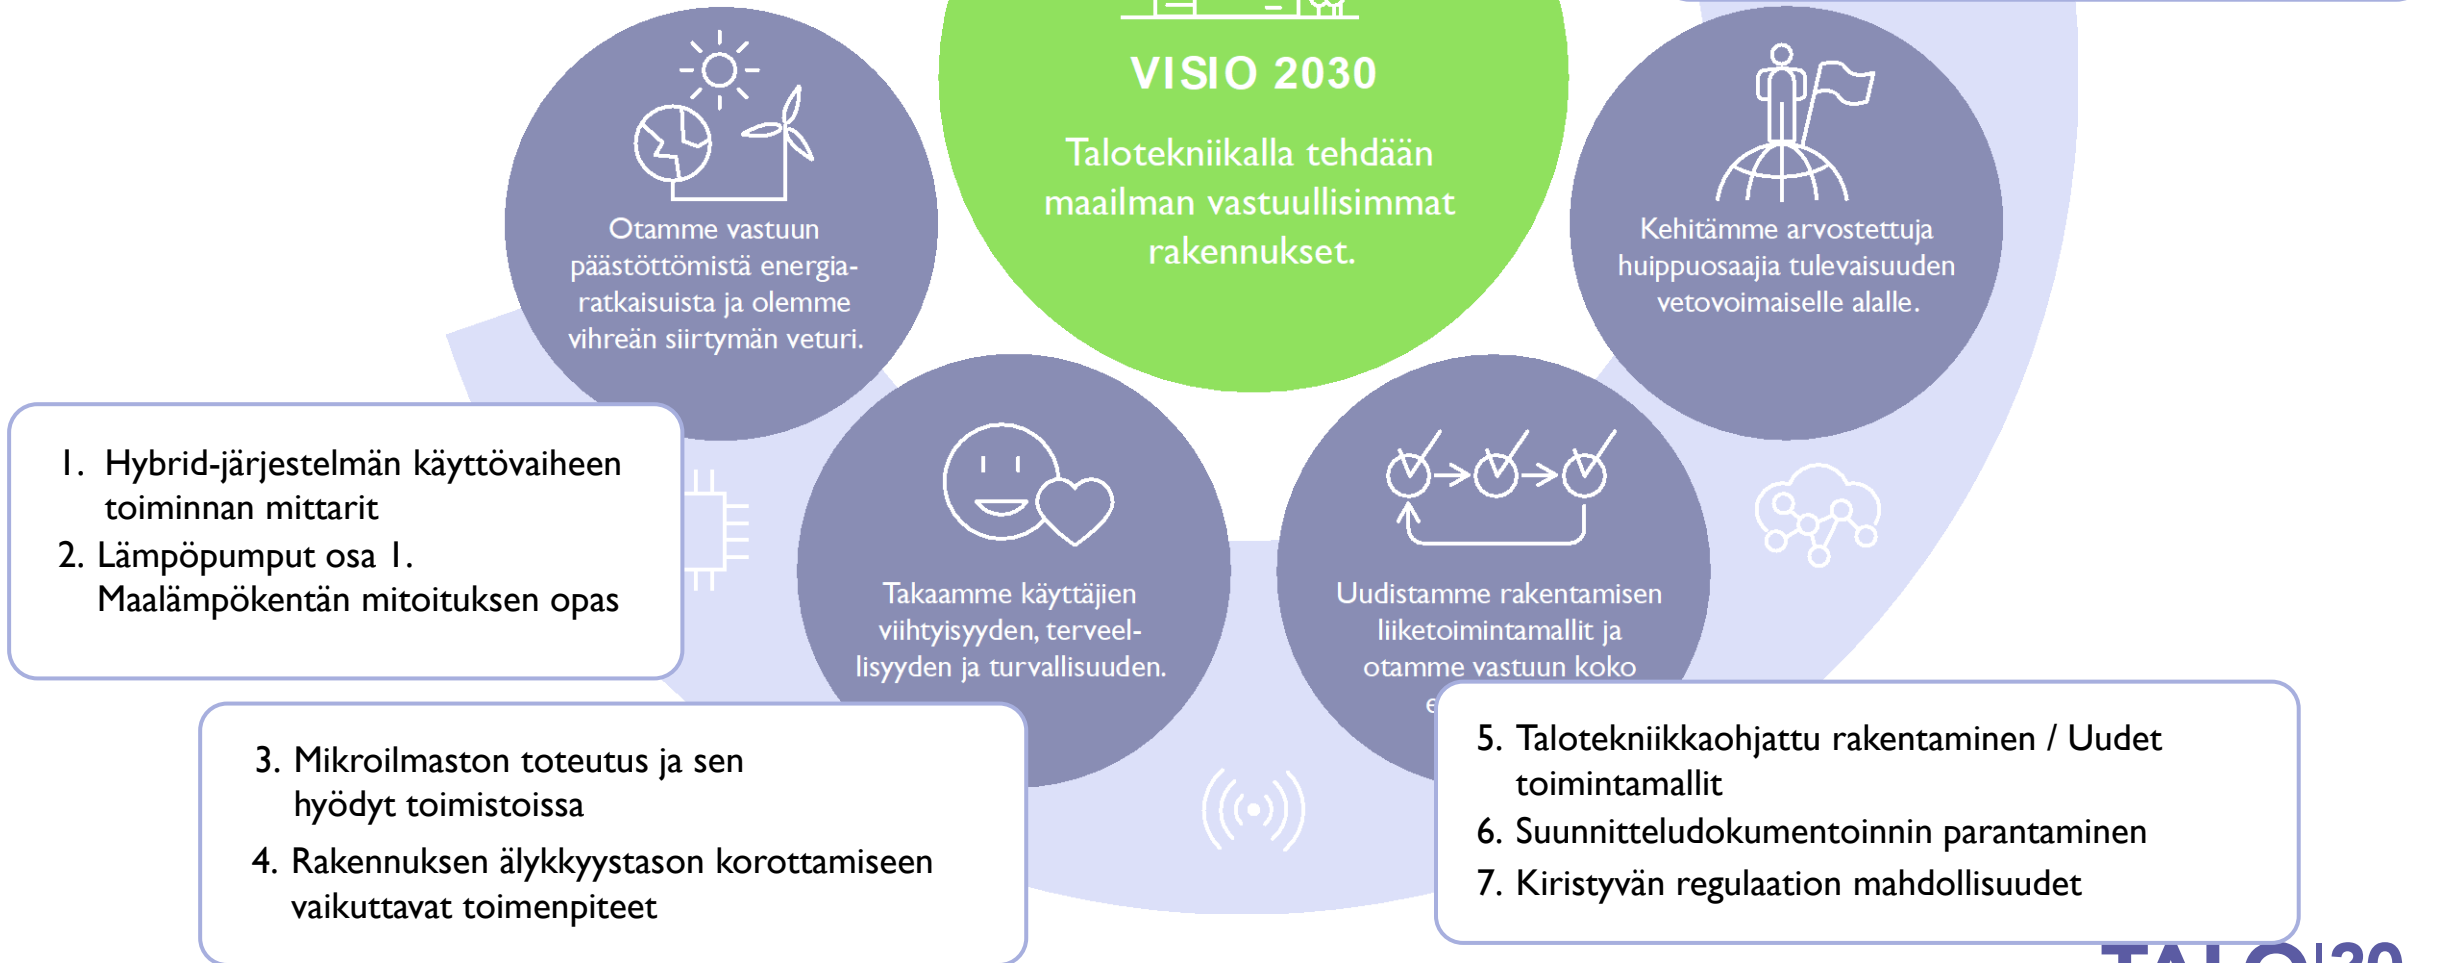 VISIO 2030
Talotekniikalla tehdään
maailman vastuullisimmat
rakennukset.
Otamme vastuun
päästöttömistä energia-
ratkaisuista ja olemme
vihreän siirtymän veturi.
Kehitämme arvostettuja
huippuosaajia tulevaisuuden
vetovoimaiselle alalle.
1. Hybrid-järjestelmän käyttövaiheen
toiminnan mittarit
2. Lämpöpumput osa 1.
Maalämpökentän mitoituksen opas
Takaamme käyttäjien
viihtyisyyden, terveel-
lisyyden ja turvallisuuden.
Uudistamme rakentamisen
liiketoimintamallit ja
otamme vastuun koko
3. Mikroilmaston toteutus ja sen
hyödyt toimistoissa
4. Rakennuksen älykkyystason korottamiseen
vaikuttavat toimenpiteet
5. Talotekniikkaohjattu rakentaminen / Uudet
toimintamallit
6. Suunnitteludokumentoinnin parantaminen
7. Kiristyvän regulaation mahdollisuudet